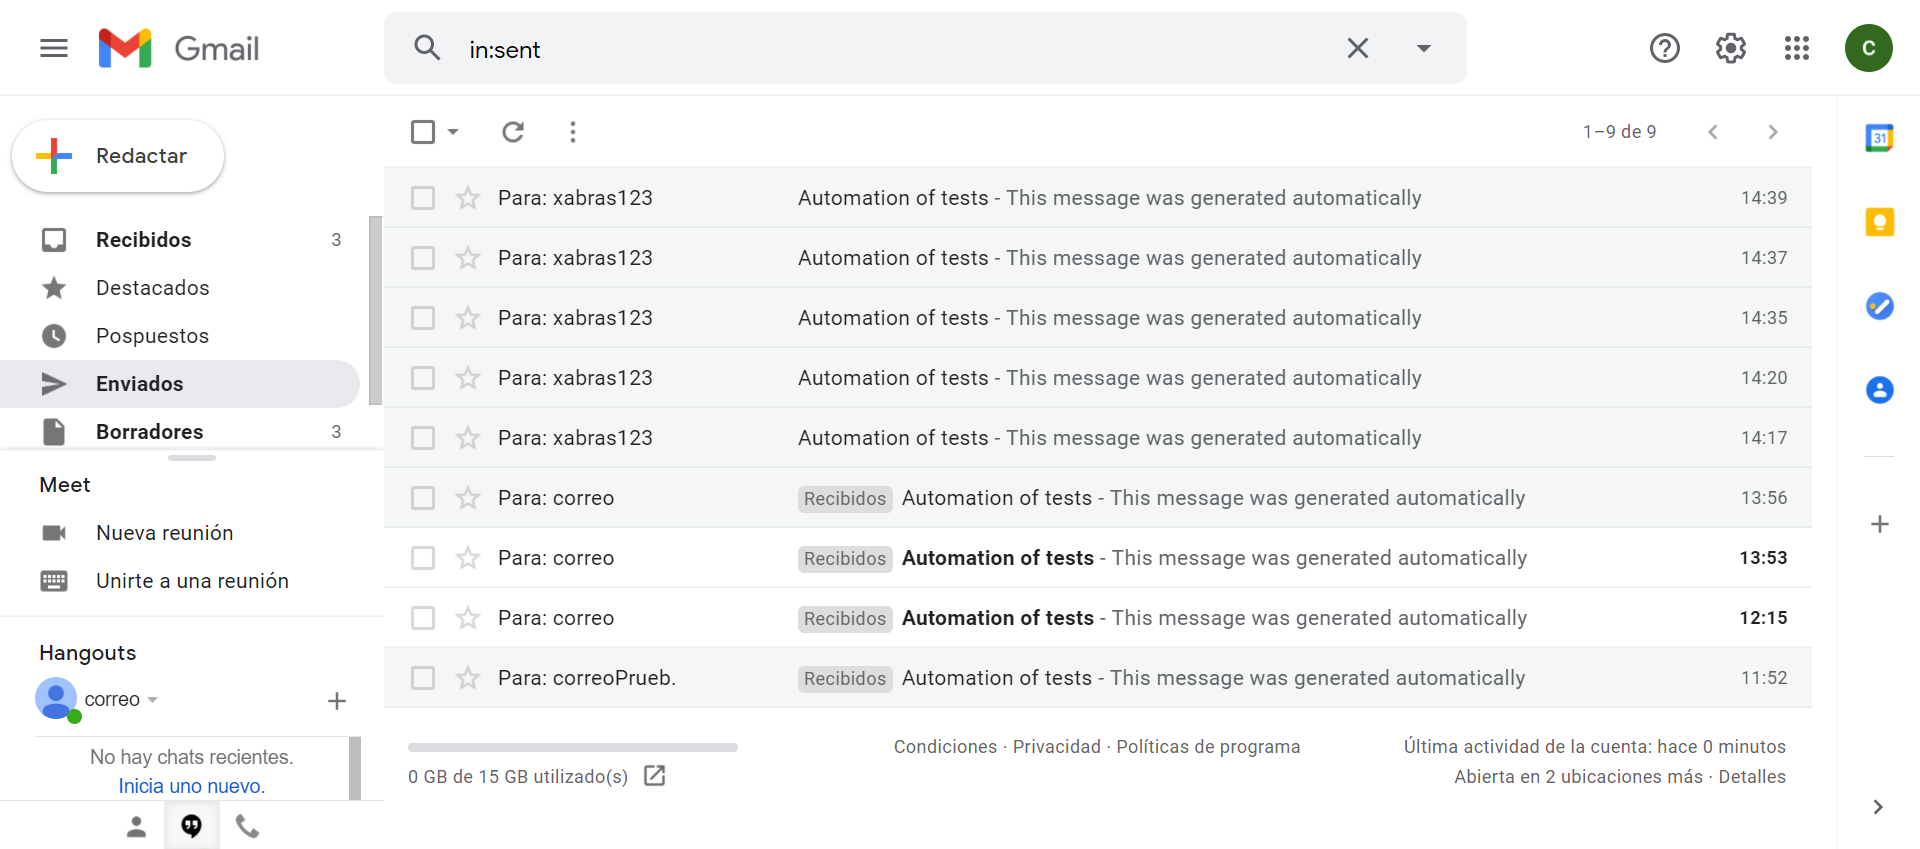 Gmail
in:sent
C
Redactar
1–9 de 9
Recibidos 3
Destacados
Pospuestos
Enviados
Borradores 3
Para: xabras123 Automation of tests - This message was generated automatically 14:39
Para: xabras123 Automation of tests - This message was generated automatically 14:37
Para: xabras123 Automation of tests - This message was generated automatically 14:35
Para: xabras123 Automation of tests - This message was generated automatically 14:20
Para: xabras123 Automation of tests - This message was generated automatically 14:17
Para: correo Recibidos Automation of tests - This message was generated automatically 13:56
Para: correo Recibidos Automation of tests - This message was generated automatically 13:53
Para: correo Recibidos Automation of tests - This message was generated automatically 12:15
Para: correoPrueb. Recibidos Automation of tests - This message was generated automatically 11:52
Meet
Nueva reunión
Unirte a una reunión
Hangouts
correo
No hay chats recientes.
Inicia uno nuevo.
0 GB de 15 GB utilizado(s)
Condiciones · Privacidad · Políticas de programa
Última actividad de la cuenta: hace 0 minutos
Abierta en 2 ubicaciones más · Detalles
31